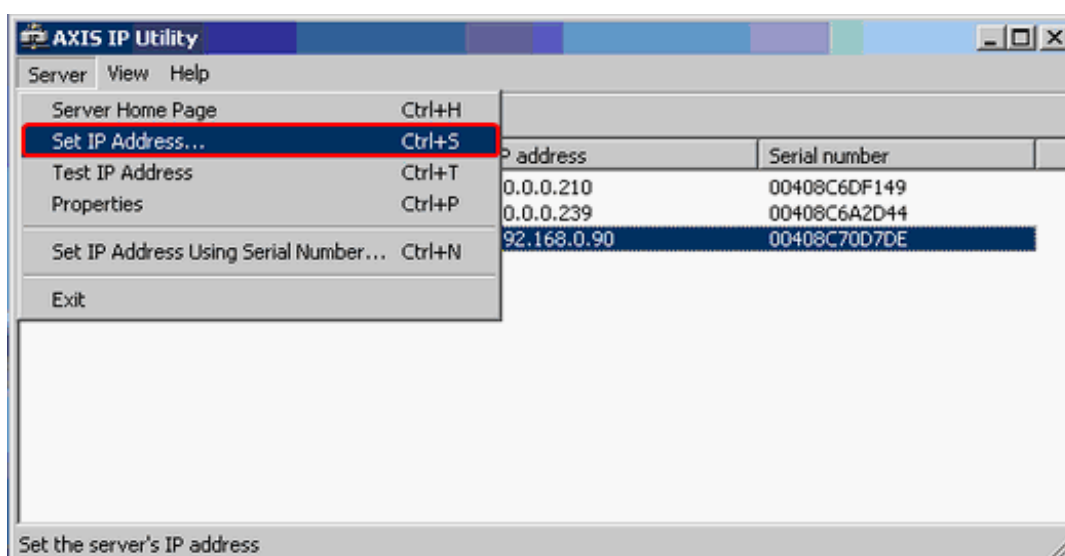 AXIS IP Utility
Server View Help
Server Home Page Ctrl+H
Set IP Address... Ctrl+S
Test IP Address Ctrl+T
Properties Ctrl+P
Set IP Address Using Serial Number... Ctrl+N
Exit
P address Serial number
0.0.0.210 00408C6DF149
0.0.0.239 00408C6A2D44
92.168.0.90 00408C70D7DE
Set the server's IP address